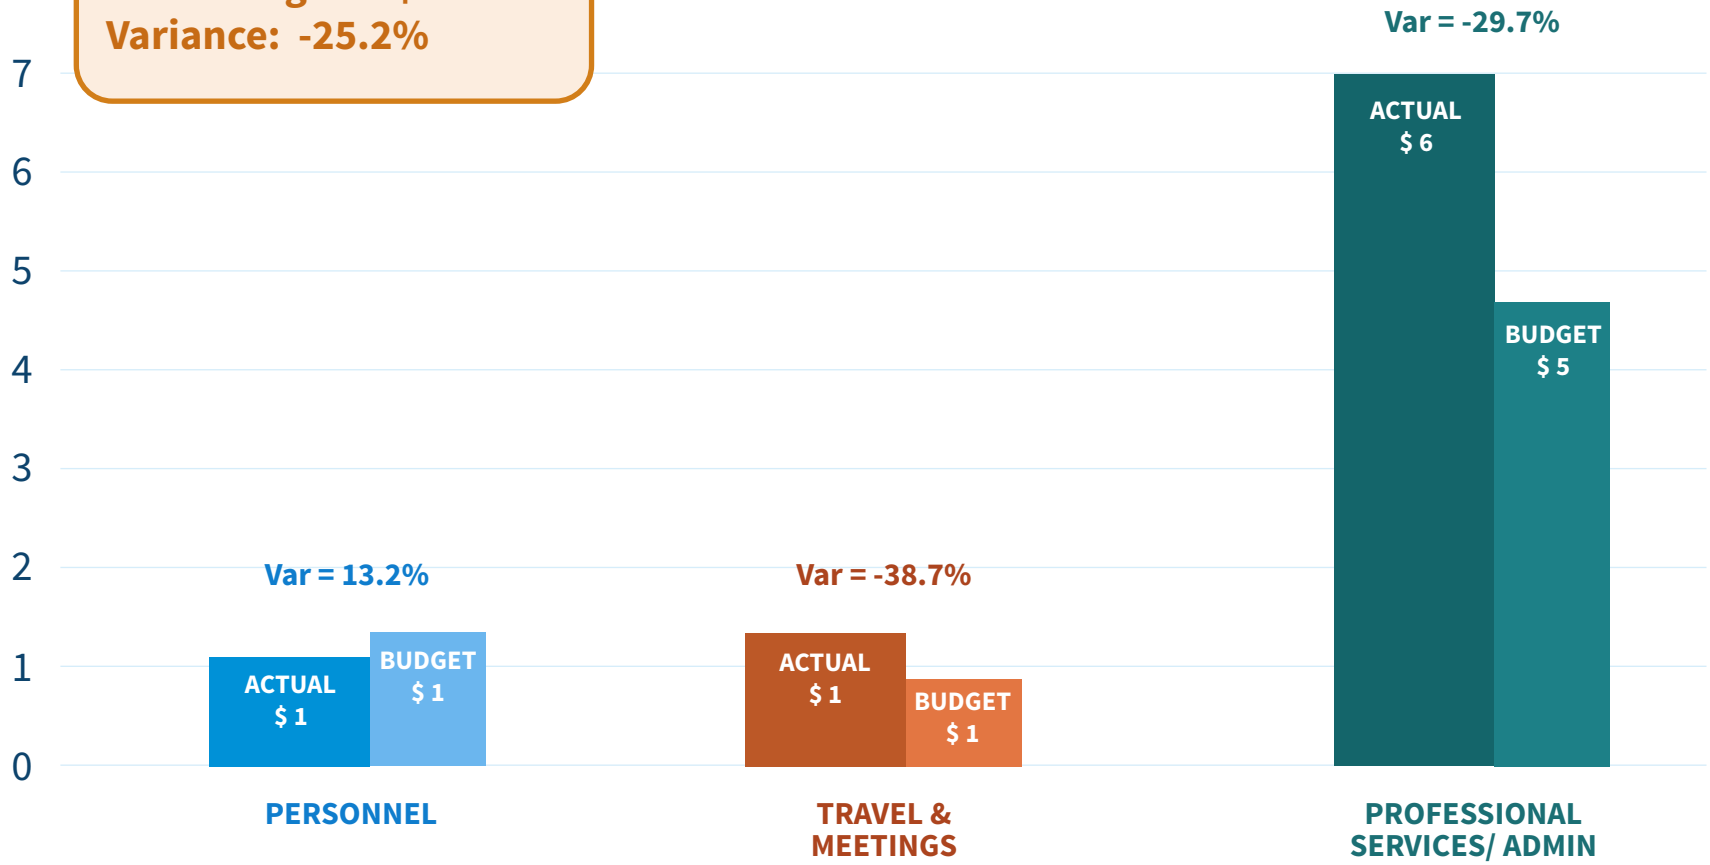 Variance: -25.2%
Var = -29.7%
7
6
5
4
3
2
1
0
ACTUAL
$ 6
BUDGET
$ 5
Var = 13.2%
Var = -38.7%
ACTUAL
$ 1
BUDGET
$ 1
ACTUAL
$ 1
BUDGET
$ 1
PERSONNEL
TRAVEL &
MEETINGS
PROFESSIONAL
SERVICES/ ADMIN